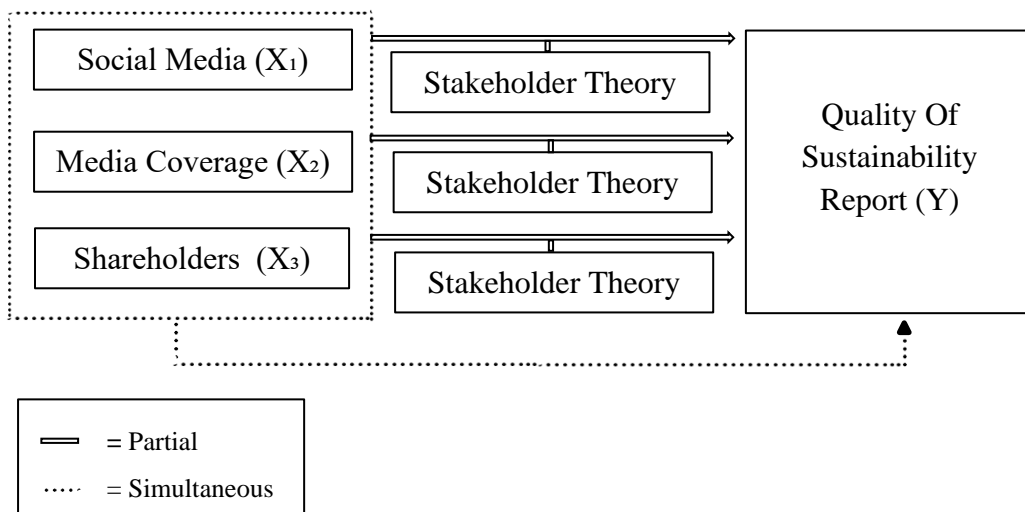 Social Media (X₁)
Stakeholder Theory
Media Coverage (X₂)
Stakeholder Theory
Shareholders (X₃)
Stakeholder Theory
Quality Of
Sustainability
Report (Y)
= Partial
= Simultaneous